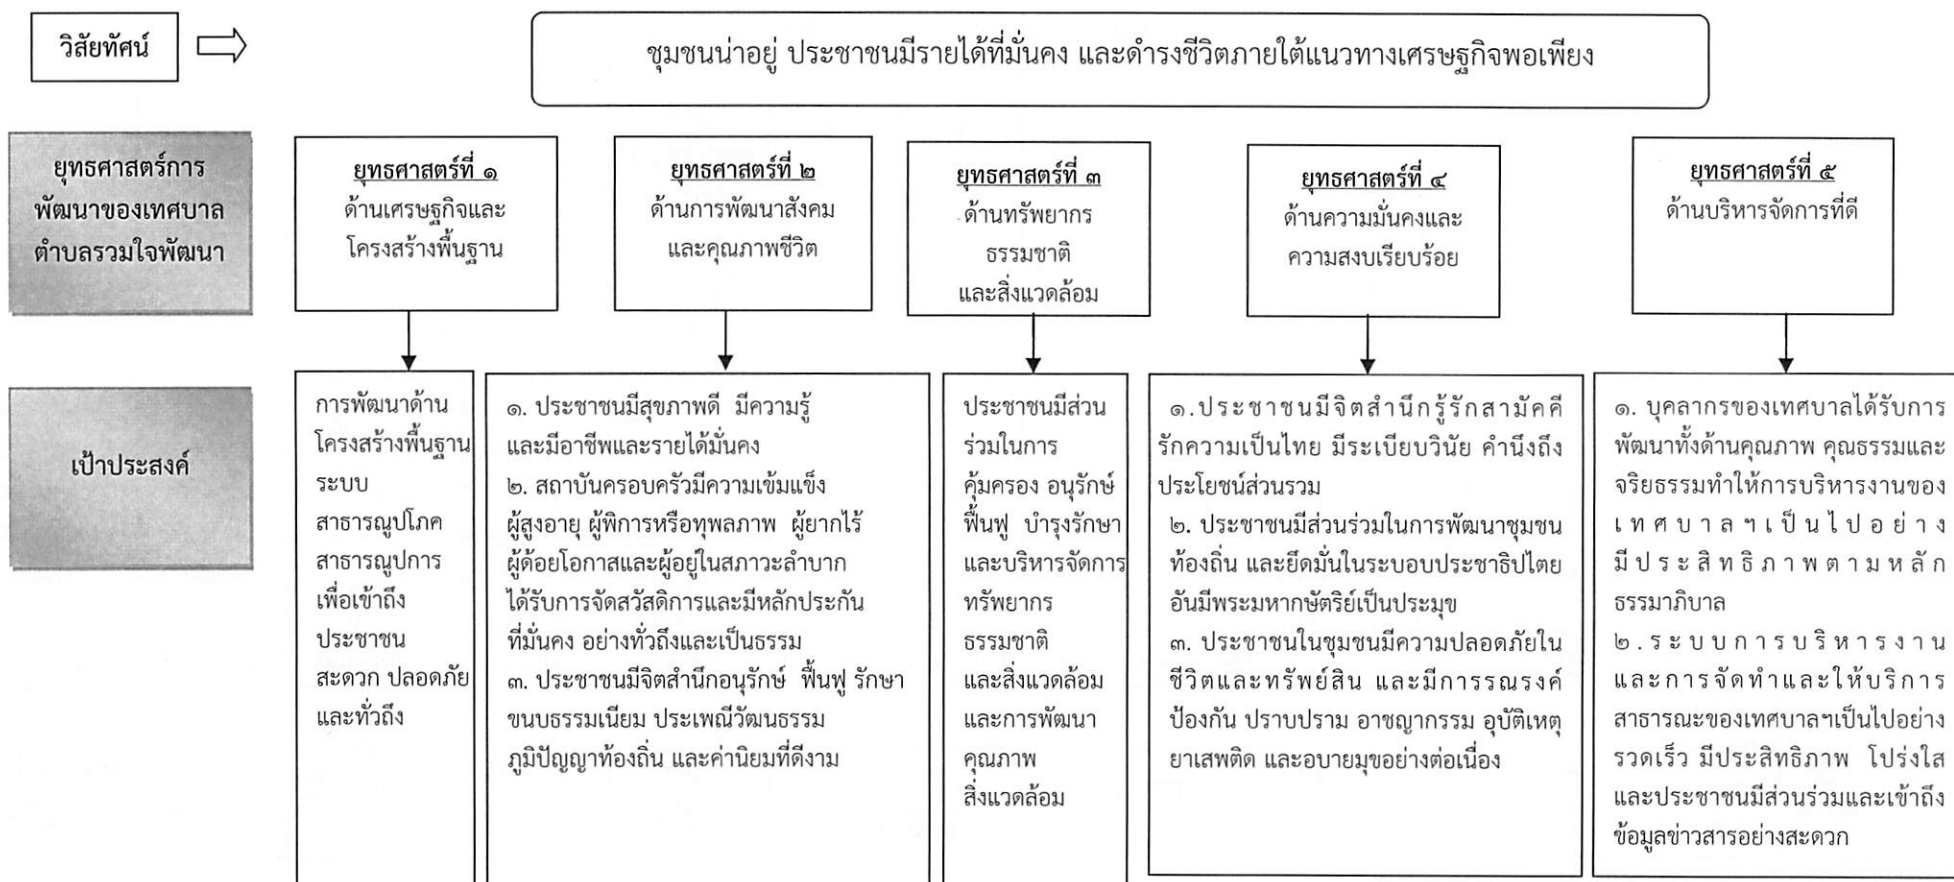 วิสัยทัศน์
ชุมชนน่าอยู่ ประชาชนมีรายได้ที่มั่นคง และดำรงชีวิตภายใต้แนวทางเศรษฐกิจพอเพียง
ยุทธศาสตร์การ
พัฒนาของเทศบาล
ตำบลรวมใจพัฒนา
ยุทธศาสตร์ที่ ๑
ด้านเศรษฐกิจและ
โครงสร้างพื้นฐาน
ยุทธศาสตร์ที่ ๒
ด้านการพัฒนาสังคม
และคุณภาพชีวิต
ยุทธศาสตร์ที่ ๓
ด้านทรัพยากร
ธรรมชาติ
และสิ่งแวดล้อม
ยุทธศาสตร์ที่ ๔
ด้านความมั่นคงและ
ความสงบเรียบร้อย
ยุทธศาสตร์ที่ ๕
ด้านบริหารจัดการที่ดี
เป้าประสงค์
การพัฒนาด้าน
โครงสร้างพื้นฐาน
ระบบ
สาธารณูปโภค
สาธารณูปการ
เพื่อเข้าถึง
ประชาชน
สะดวก ปลอดภัย
และทั่วถึง
๑. ประชาชนมีสุขภาพดี มีความรู้
และมีอาชีพและรายได้มั่นคง
๒. สถาบันครอบครัวมีความเข้มแข็ง
ผู้สูงอายุ ผู้พิการหรือทุพลภาพ ผู้ยากไร้
ผู้ด้อยโอกาสและผู้อยู่ในสภาวะลำบาก
ได้รับการจัดสวัสดิการและมีหลักประกัน
ที่มั่นคง อย่างทั่วถึงและเป็นธรรม
๓. ประชาชนมีจิตสำนึกอนุรักษ์ ฟื้นฟู รักษา
ขนบธรรมเนียม ประเพณีวัฒนธรรม
ภูมิปัญญาท้องถิ่น และค่านิยมที่ดีงาม
ประชาชนมีส่วน
ร่วมในการ
คุ้มครอง อนุรักษ์
ฟื้นฟู บำรุงรักษา
และบริหารจัดการ
ทรัพยากร
ธรรมชาติ
และสิ่งแวดล้อม
และการพัฒนา
คุณภาพ
สิ่งแวดล้อม
๑.ประชาชนมีจิตสำนึกรู้รักสามัคคี
รักความเป็นไทย มีระเบียบวินัย คำนึงถึง
ประโยชน์ส่วนรวม
๒. ประชาชนมีส่วนร่วมในการพัฒนาชุมชน
ท้องถิ่น และยึดมั่นในระบอบประชาธิปไตย
อันมีพระมหากษัตริย์เป็นประมุข
๓. ประชาชนในชุมชนมีความปลอดภัยใน
ชีวิตและทรัพย์สิน และมีการรณรงค์
ป้องกัน ปราบปราม อาชญากรรม อุบัติเหตุ
ยาเสพติด และอบายมุขอย่างต่อเนื่อง
๑. บุคลากรของเทศบาลได้รับการ
พัฒนาทั้งด้านคุณภาพ คุณธรรมและ
จริยธรรมทำให้การบริหารงานของ
เทศบาลฯเป็นไปอย่าง
มีประสิทธิภาพตามหลัก
ธรรมาภิบาล
๒.ระบบการบริหารงาน
และการจัดทำและให้บริการ
สาธารณะของเทศบาลฯเป็นไปอย่าง
รวดเร็ว มีประสิทธิภาพ โปร่งใส
และประชาชนมีส่วนร่วมและเข้าถึง
ข้อมูลข่าวสารอย่างสะดวก